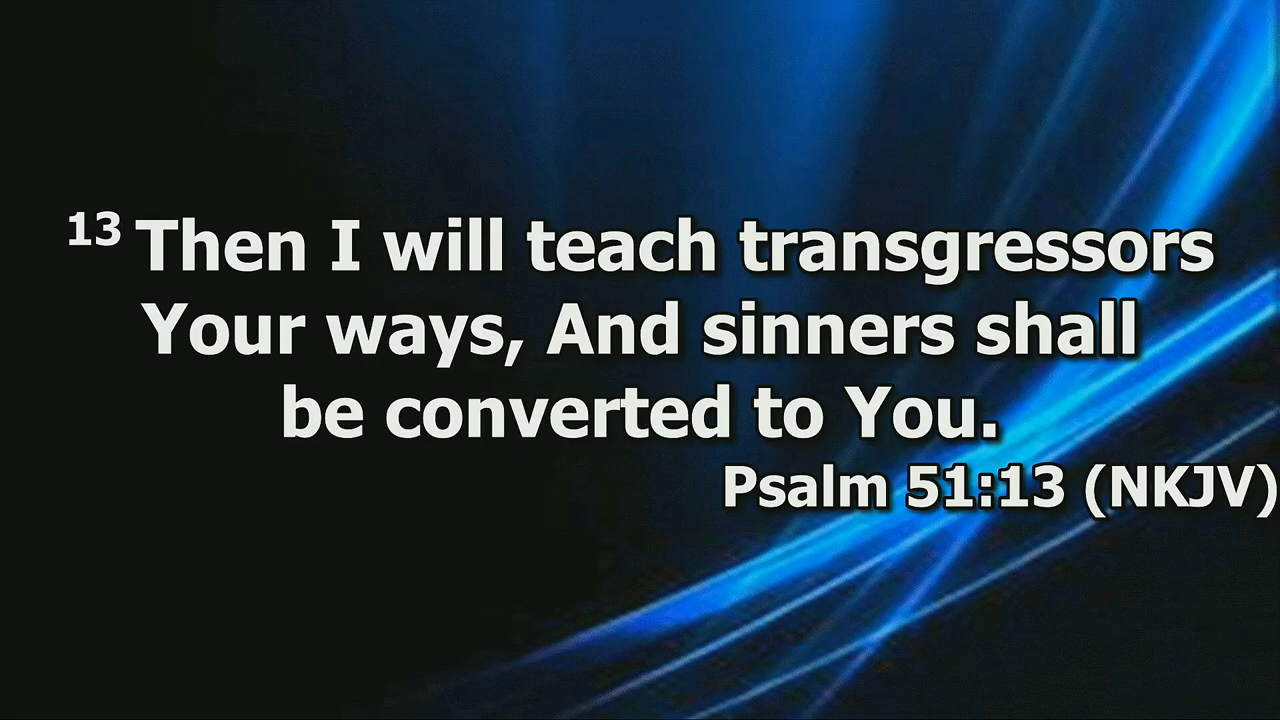 13 Then I will teach transgressors
Your ways, And sinners shall
be converted to You.
Psalm 51:13 (NKJV)